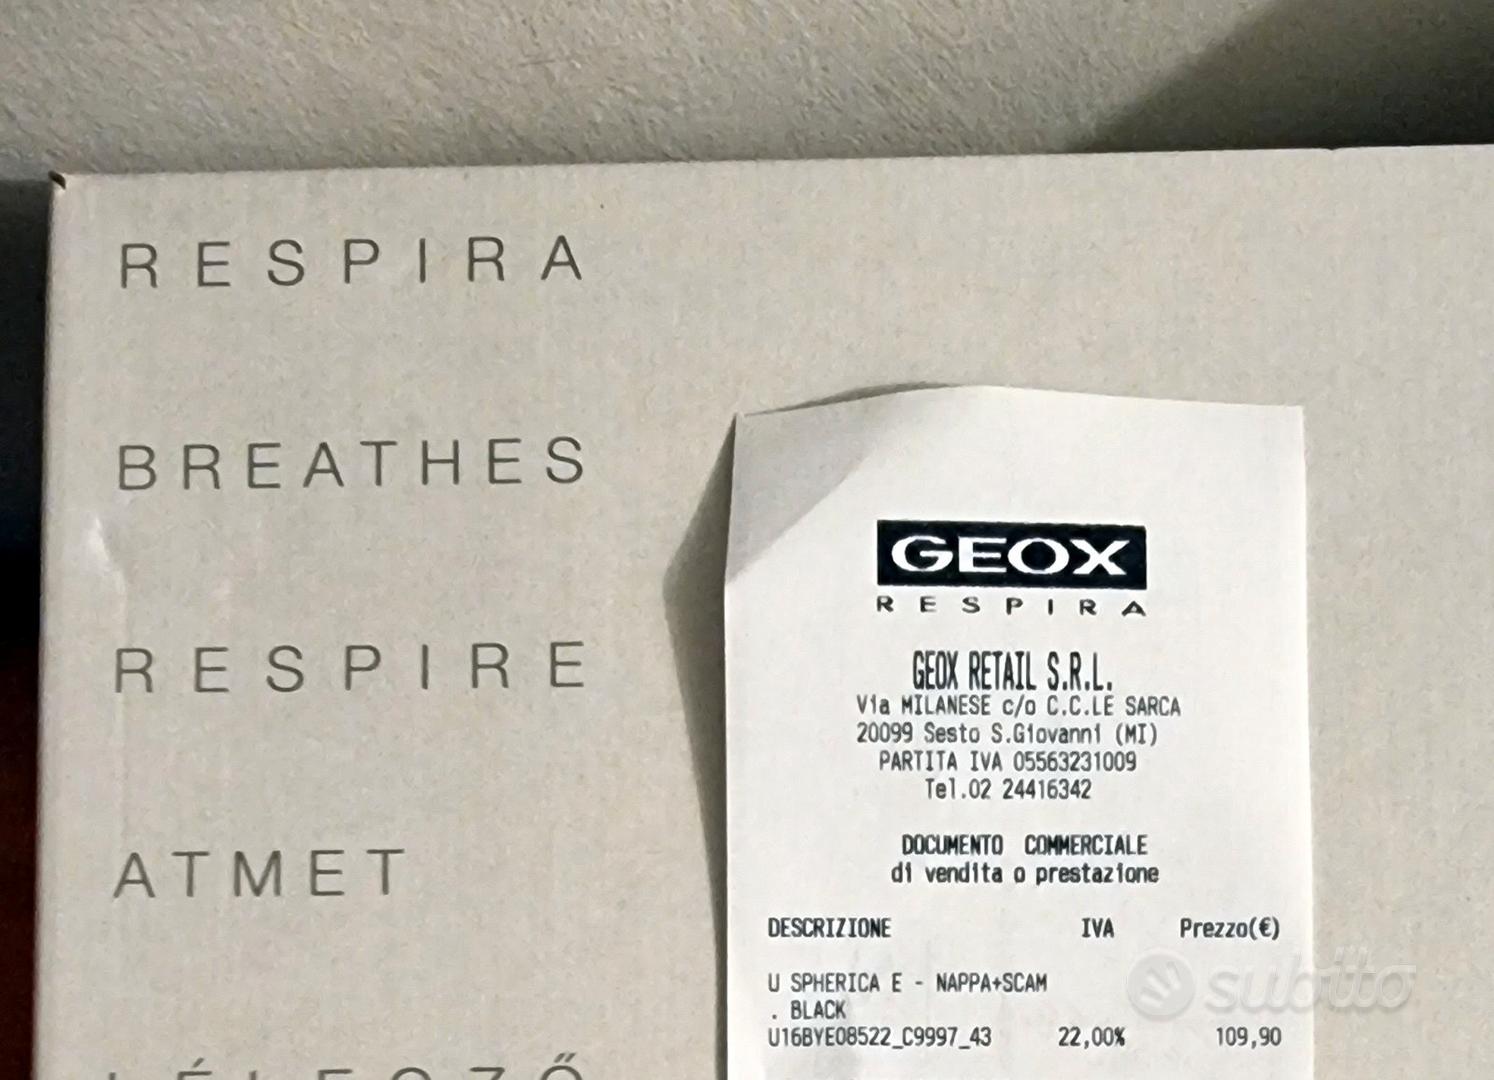 RESPIRA
BREATHES
RESPIRE
ATMET
LÉLEGZŐ
GEOX
RESPIRA
GEOX RETAIL S.R.L.
Via MILANESE c/o C.C.LE SARCA
20099 Sesto S.Giovanni (MI)
PARTITA IVA 05563231009
Tel.02 24416342
DOCUMENTO COMMERCIALE
di vendita o prestazione
DESCRIZIONE IVA Prezzo(€)
U SPHERICA E - NAPPA+SCAM
. BLACK
U16BYE08522_C9997_43 22,00% 109,90
subito